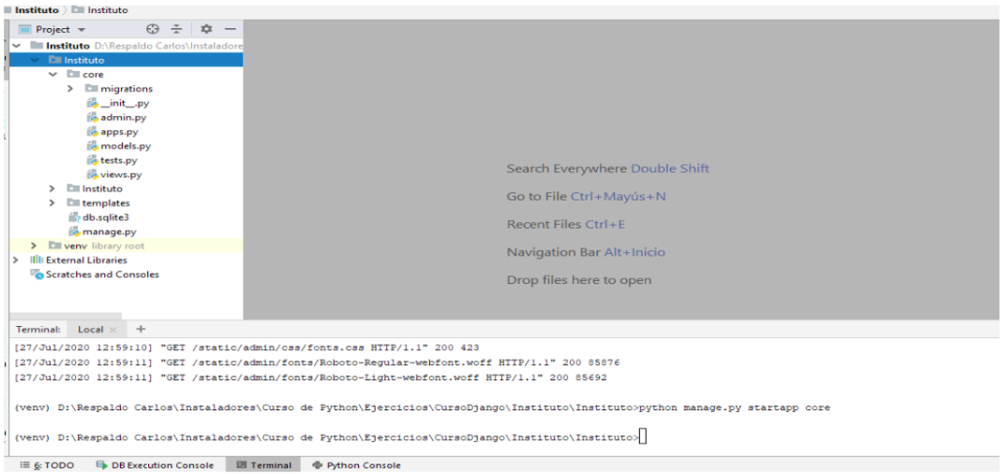 Instituto Instituto
Project
Instituto D:\Respaldo Carlos\Instaladore
Instituto
core
migrations
__init__.py
admin.py
apps.py
models.py
tests.py
views.py
Instituto
templates
db.sqlite3
manage.py
venv library root
External Libraries
Scratches and Consoles
Search Everywhere Double Shift
Go to File Ctrl+Mayús+N
Recent Files Ctrl+E
Navigation Bar Alt+Inicio
Drop files here to open
Terminal: Local × +
[27/Jul/2020 12:59:10] "GET /static/admin/css/fonts.css HTTP/1.1" 200 423
[27/Jul/2020 12:59:11] "GET /static/admin/fonts/Roboto-Regular-webfont.woff HTTP/1.1" 200 85876
[27/Jul/2020 12:59:11] "GET /static/admin/fonts/Roboto-Light-webfont.woff HTTP/1.1" 200 85692
(venv) D:\Respaldo Carlos\Instaladores\Curso de Python\Ejercicios\CursoDjango\Instituto\Instituto>python manage.py startapp core
(venv) D:\Respaldo Carlos\Instaladores\Curso de Python\Ejercicios\CursoDjango\Instituto\Instituto>
6: TODO DB Execution Console Terminal Python Console